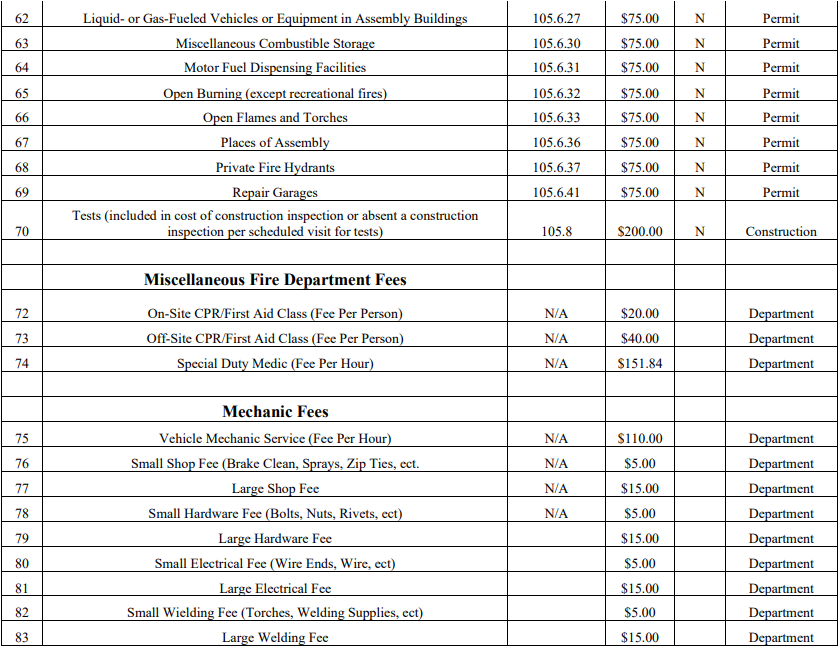 62 Liquid- or Gas-Fueled Vehicles or Equipment in Assembly Buildings 105.6.27 $75.00 N Permit
63 Miscellaneous Combustible Storage 105.6.30 $75.00 N Permit
64 Motor Fuel Dispensing Facilities 105.6.31 $75.00 N Permit
65 Open Burning (except recreational fires) 105.6.32 $75.00 N Permit
66 Open Flames and Torches 105.6.33 $75.00 N Permit
67 Places of Assembly 105.6.36 $75.00 N Permit
68 Private Fire Hydrants 105.6.37 $75.00 N Permit
69 Repair Garages 105.6.41 $75.00 N Permit
Tests (included in cost of construction inspection or absent a construction
70 inspection per scheduled visit for tests) 105.8 $200.00 N Construction
Miscellaneous Fire Department Fees
72 On-Site CPR/First Aid Class (Fee Per Person) N/A $20.00 Department
73 Off-Site CPR/First Aid Class (Fee Per Person) N/A $40.00 Department
74 Special Duty Medic (Fee Per Hour) N/A $151.84 Department
Mechanic Fees
75 Vehicle Mechanic Service (Fee Per Hour) N/A $110.00 Department
76 Small Shop Fee (Brake Clean, Sprays, Zip Ties, ect. N/A $5.00 Department
77 Large Shop Fee N/A $15.00 Department
78 Small Hardware Fee (Bolts, Nuts, Rivets, ect) N/A $5.00 Department
79 Large Hardware Fee $15.00 Department
80 Small Electrical Fee (Wire Ends, Wire, ect) $5.00 Department
81 Large Electrical Fee $15.00 Department
82 Small Wielding Fee (Torches, Welding Supplies, ect) $5.00 Department
83 Large Welding Fee $15.00 Department